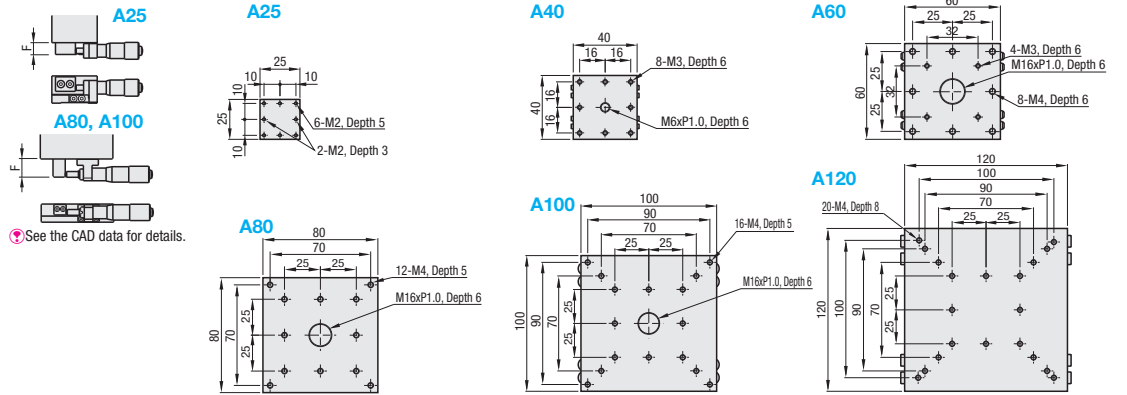 A25
F
A80, A100
F
See the CAD data for details.
A25
25
10
10
10
25
10
6-M2, Depth 5
2-M2, Depth 3
A40
40
16
16
40
16
16
8-M3, Depth 6
M6xP1.0, Depth 6
A60
60
25
25
32
60
25
32
25
4-M3, Depth 6
M16xP1.0, Depth 6
8-M4, Depth 6
A80
80
70
25
25
80
70
25
25
12-M4, Depth 5
M16xP1.0, Depth 6
A100
100
90
70
25
25
100
90
70
25
25
16-M4, Depth 5
M16xP1.0, Depth 6
A120
120
100
90
70
25
25
20-M4, Depth 8
120
100
90
70
25
25